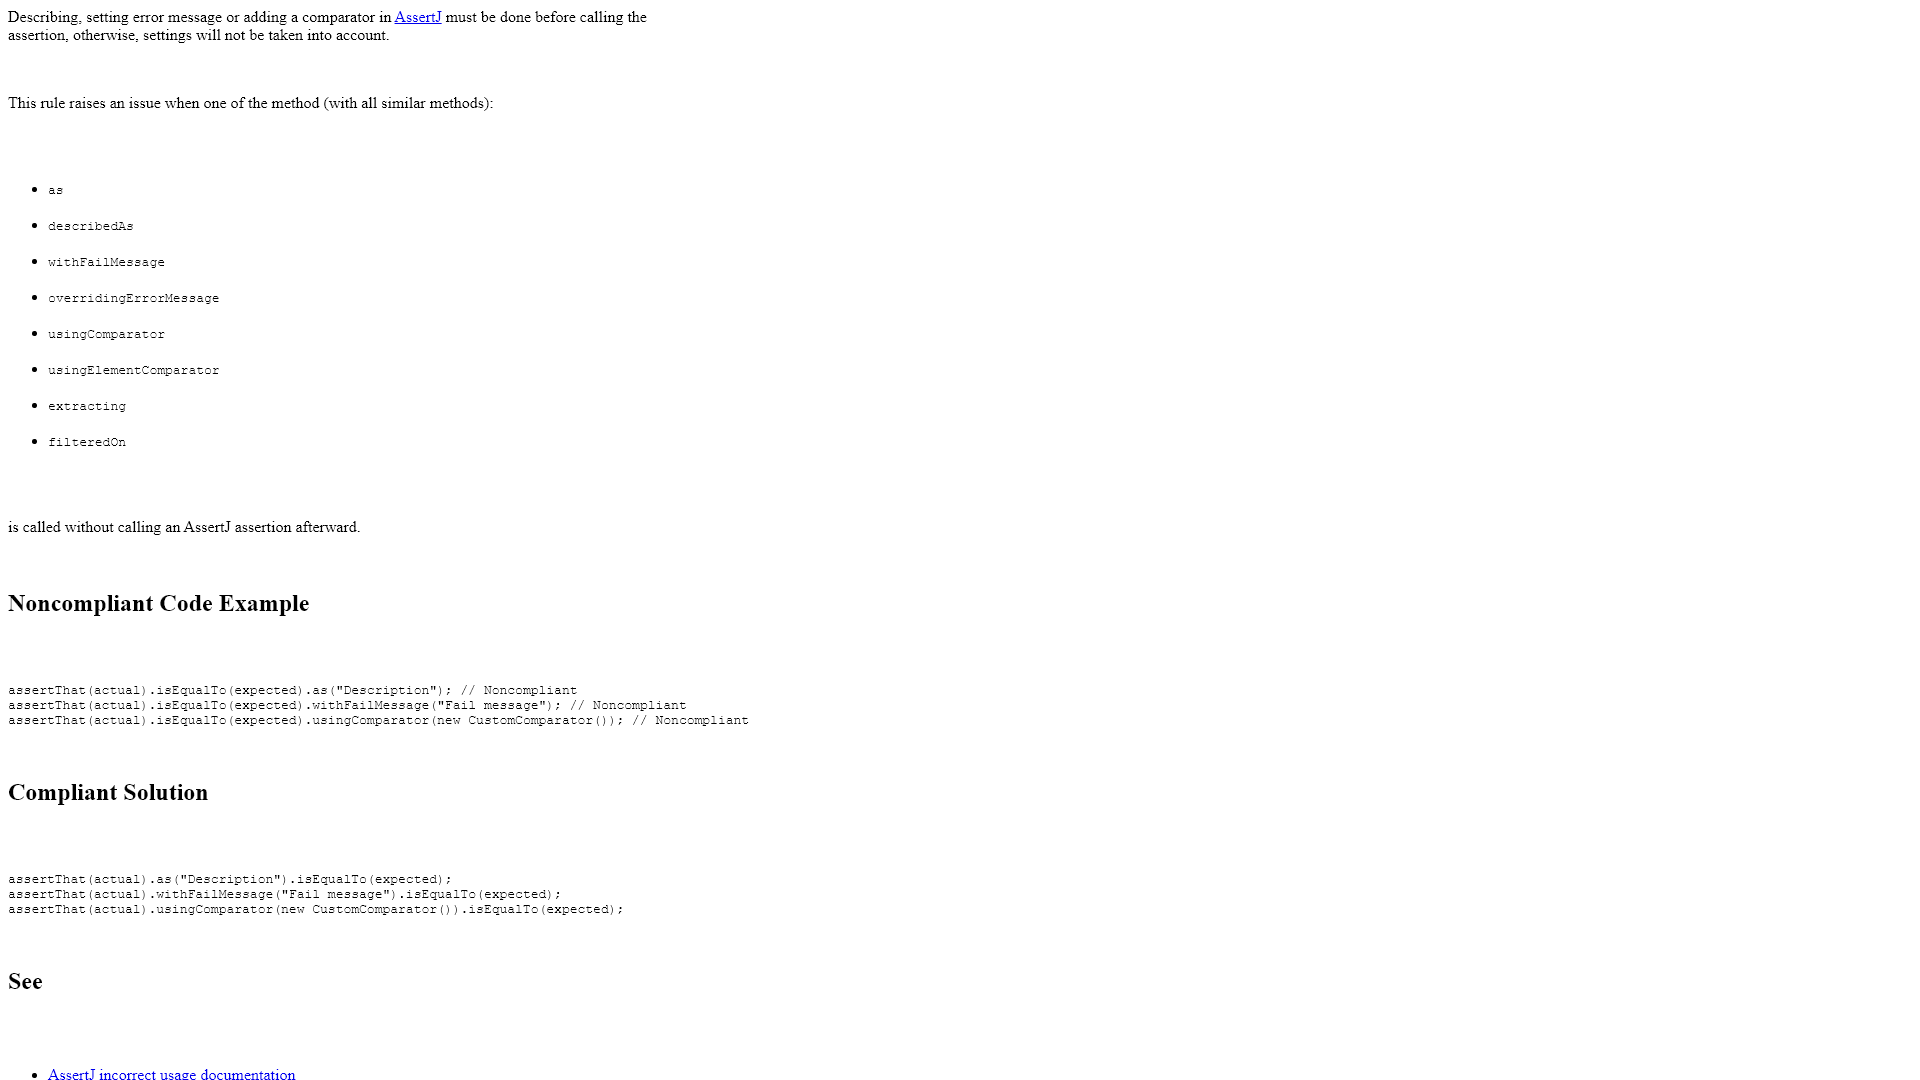 Describing, setting error message or adding a comparator in AssertJ must be done before calling the
assertion, otherwise, settings will not be taken into account.
This rule raises an issue when one of the method (with all similar methods):
as
describedAs
withFailMessage
overridingErrorMessage
usingComparator
usingElementComparator
extracting
filteredOn
is called without calling an AssertJ assertion afterward.
Noncompliant Code Example
assertThat(actual).isEqualTo(expected).as("Description"); // Noncompliant
assertThat(actual).isEqualTo(expected).withFailMessage("Fail message"); // Noncompliant
assertThat(actual).isEqualTo(expected).usingComparator(new CustomComparator()); // Noncompliant
Compliant Solution
assertThat(actual).as("Description").isEqualTo(expected);
assertThat(actual).withFailMessage("Fail message").isEqualTo(expected);
assertThat(actual).usingComparator(new CustomComparator()).isEqualTo(expected);
See
AssertJ incorrect usage documentation